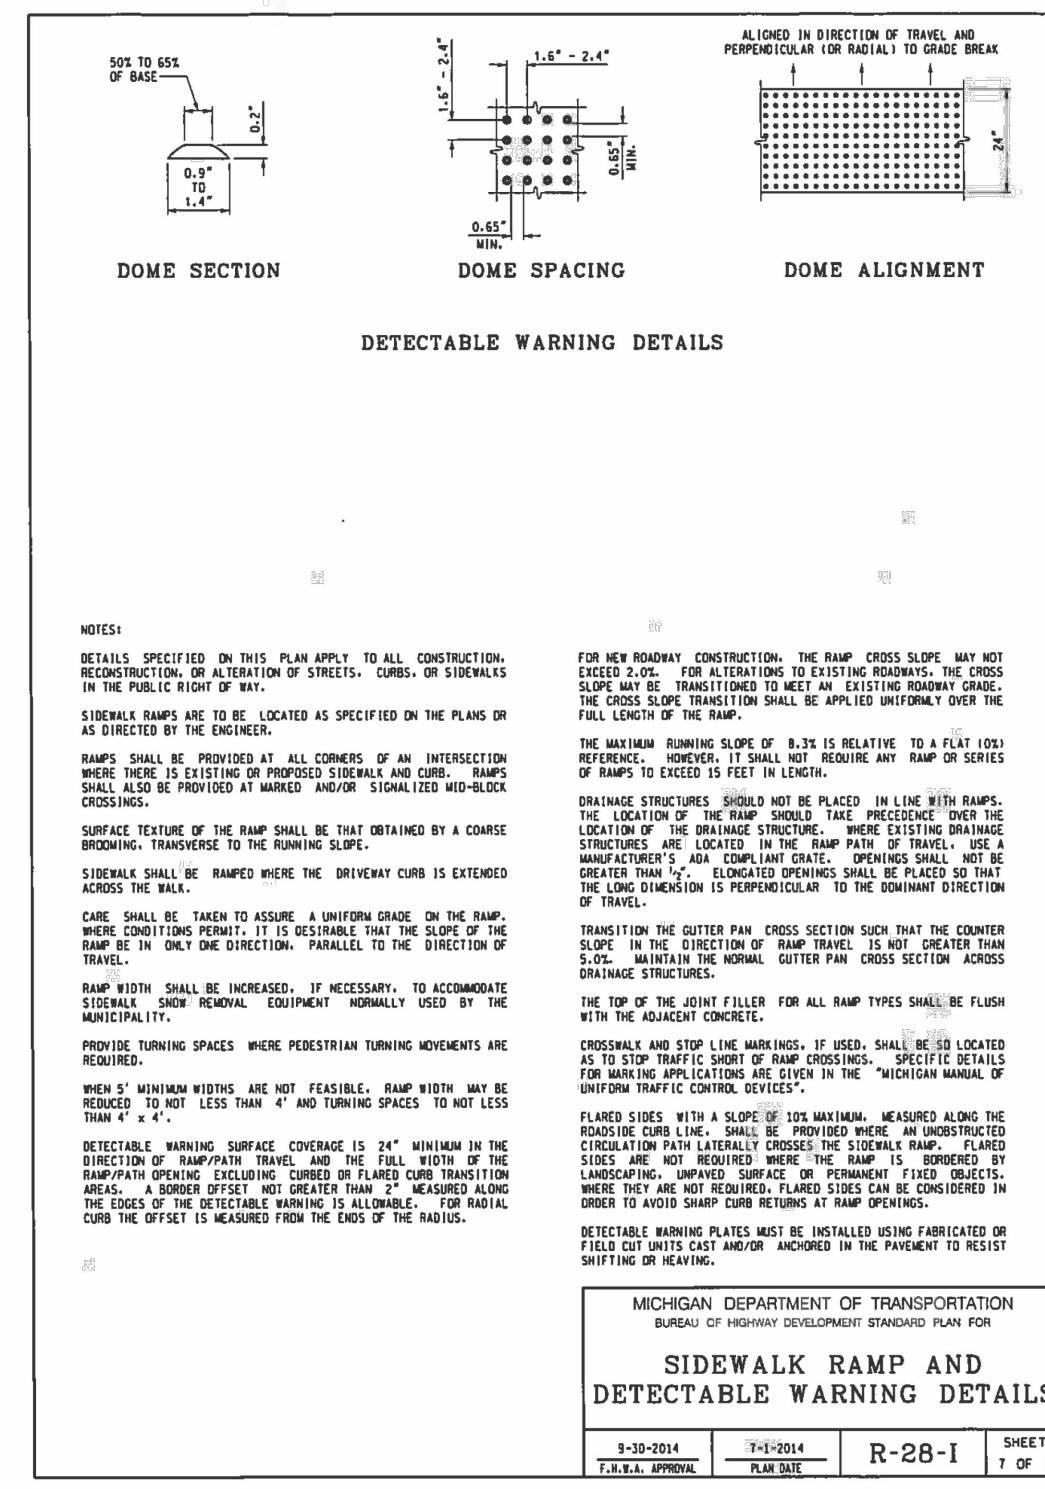 50% TO 65%
OF BASE
0.2"
0.9"
TO
1.4"
DOME SECTION
1.6" - 2.4"
1.6" - 2.4"
0.65"
MIN.
0.65"
MIN.
DOME SPACING
ALIGNED IN DIRECTION OF TRAVEL AND
PERPENDICULAR (OR RADIAL) TO GRADE BREAK
24"
DOME ALIGNMENT
DETECTABLE WARNING DETAILS
NOTES:
DETAILS SPECIFIED ON THIS PLAN APPLY TO ALL CONSTRUCTION,
RECONSTRUCTION, OR ALTERATION OF STREETS, CURBS, OR SIDEWALKS
IN THE PUBLIC RIGHT OF WAY.
SIDEWALK RAMPS ARE TO BE LOCATED AS SPECIFIED ON THE PLANS OR
AS DIRECTED BY THE ENGINEER.
RAMPS SHALL BE PROVIDED AT ALL CORNERS OF AN INTERSECTION
WHERE THERE IS EXISTING OR PROPOSED SIDEWALK AND CURB. RAMPS
SHALL ALSO BE PROVIDED AT MARKED AND/OR SIGNALIZED MID-BLOCK
CROSSINGS.
SURFACE TEXTURE OF THE RAMP SHALL BE THAT OBTAINED BY A COARSE
BROOMING, TRANSVERSE TO THE RUNNING SLOPE.
SIDEWALK SHALL BE RAMPED WHERE THE DRIVEWAY CURB IS EXTENDED
ACROSS THE WALK.
CARE SHALL BE TAKEN TO ASSURE A UNIFORM GRADE ON THE RAMP.
WHERE CONDITIONS PERMIT, IT IS DESIRABLE THAT THE SLOPE OF THE
RAMP BE IN ONLY ONE DIRECTION, PARALLEL TO THE DIRECTION OF
TRAVEL.
RAMP WIDTH SHALL BE INCREASED, IF NECESSARY, TO ACCOMMODATE
SIDEWALK SNOW REMOVAL EQUIPMENT NORMALLY USED BY THE
MUNICIPALITY.
PROVIDE TURNING SPACES WHERE PEDESTRIAN TURNING MOVEMENTS ARE
REQUIRED.
WHEN 5' MINIMUM WIDTHS ARE NOT FEASIBLE, RAMP WIDTH MAY BE
REDUCED TO NOT LESS THAN 4' AND TURNING SPACES TO NOT LESS
THAN 4' x 4'.
DETECTABLE WARNING SURFACE COVERAGE IS 24" MINIMUM IN THE
DIRECTION OF RAMP/PATH TRAVEL AND THE FULL WIDTH OF THE
RAMP/PATH OPENING EXCLUDING CURBED OR FLARED CURB TRANSITION
AREAS. A BORDER OFFSET NOT GREATER THAN 2" MEASURED ALONG
THE EDGES OF THE DETECTABLE WARNING IS ALLOWABLE. FOR RADIAL
CURB THE OFFSET IS MEASURED FROM THE ENDS OF THE RADIUS.
FOR NEW ROADWAY CONSTRUCTION, THE RAMP CROSS SLOPE MAY NOT
EXCEED 2.0%. FOR ALTERATIONS TO EXISTING ROADWAYS, THE CROSS
SLOPE MAY BE TRANSITIONED TO MEET AN EXISTING ROADWAY GRADE.
THE CROSS SLOPE TRANSITION SHALL BE APPLIED UNIFORMLY OVER THE
FULL LENGTH OF THE RAMP.
THE MAXIMUM RUNNING SLOPE OF 8.3% IS RELATIVE TO A FLAT (0%)
REFERENCE. HOWEVER, IT SHALL NOT REQUIRE ANY RAMP OR SERIES
OF RAMPS TO EXCEED 15 FEET IN LENGTH.
DRAINAGE STRUCTURES SHOULD NOT BE PLACED IN LINE WITH RAMPS.
THE LOCATION OF THE RAMP SHOULD TAKE PRECEDENCE OVER THE
LOCATION OF THE DRAINAGE STRUCTURE. WHERE EXISTING DRAINAGE
STRUCTURES ARE LOCATED IN THE RAMP PATH OF TRAVEL, USE A
MANUFACTURER'S ADA COMPLIANT GRATE. OPENINGS SHALL NOT BE
GREATER THAN ½". ELONGATED OPENINGS SHALL BE PLACED SO THAT
THE LONG DIMENSION IS PERPENDICULAR TO THE DOMINANT DIRECTION
OF TRAVEL.
TRANSITION THE GUTTER PAN CROSS SECTION SUCH THAT THE COUNTER
SLOPE IN THE DIRECTION OF RAMP TRAVEL IS NOT GREATER THAN
5.0%. MAINTAIN THE NORMAL GUTTER PAN CROSS SECTION ACROSS
DRAINAGE STRUCTURES.
THE TOP OF THE JOINT FILLER FOR ALL RAMP TYPES SHALL BE FLUSH
WITH THE ADJACENT CONCRETE.
CROSSWALK AND STOP LINE MARKINGS, IF USED, SHALL BE SO LOCATED
AS TO STOP TRAFFIC SHORT OF RAMP CROSSINGS. SPECIFIC DETAILS
FOR MARKING APPLICATIONS ARE GIVEN IN THE "MICHIGAN MANUAL OF
UNIFORM TRAFFIC CONTROL DEVICES".
FLARED SIDES WITH A SLOPE OF 10% MAXIMUM, MEASURED ALONG THE
ROADSIDE CURB LINE, SHALL BE PROVIDED WHERE AN UNOBSTRUCTED
CIRCULATION PATH LATERALLY CROSSES THE SIDEWALK RAMP. FLARED
SIDES ARE NOT REQUIRED WHERE THE RAMP IS BORDERED BY
LANDSCAPING, UNPAVED SURFACE OR PERMANENT FIXED OBJECTS.
WHERE THEY ARE NOT REQUIRED, FLARED SIDES CAN BE CONSIDERED IN
ORDER TO AVOID SHARP CURB RETURNS AT RAMP OPENINGS.
DETECTABLE WARNING PLATES MUST BE INSTALLED USING FABRICATED OR
FIELD CUT UNITS CAST AND/OR ANCHORED IN THE PAVEMENT TO RESIST
SHIFTING OR HEAVING.
MICHIGAN DEPARTMENT OF TRANSPORTATION
BUREAU OF HIGHWAY DEVELOPMENT STANDARD PLAN FOR
SIDEWALK RAMP AND
DETECTABLE WARNING DETAILS
9-30-2014
F.H.W.A. APPROVAL
7-1-2014
PLAN DATE
R-28-I
SHEET
7 OF